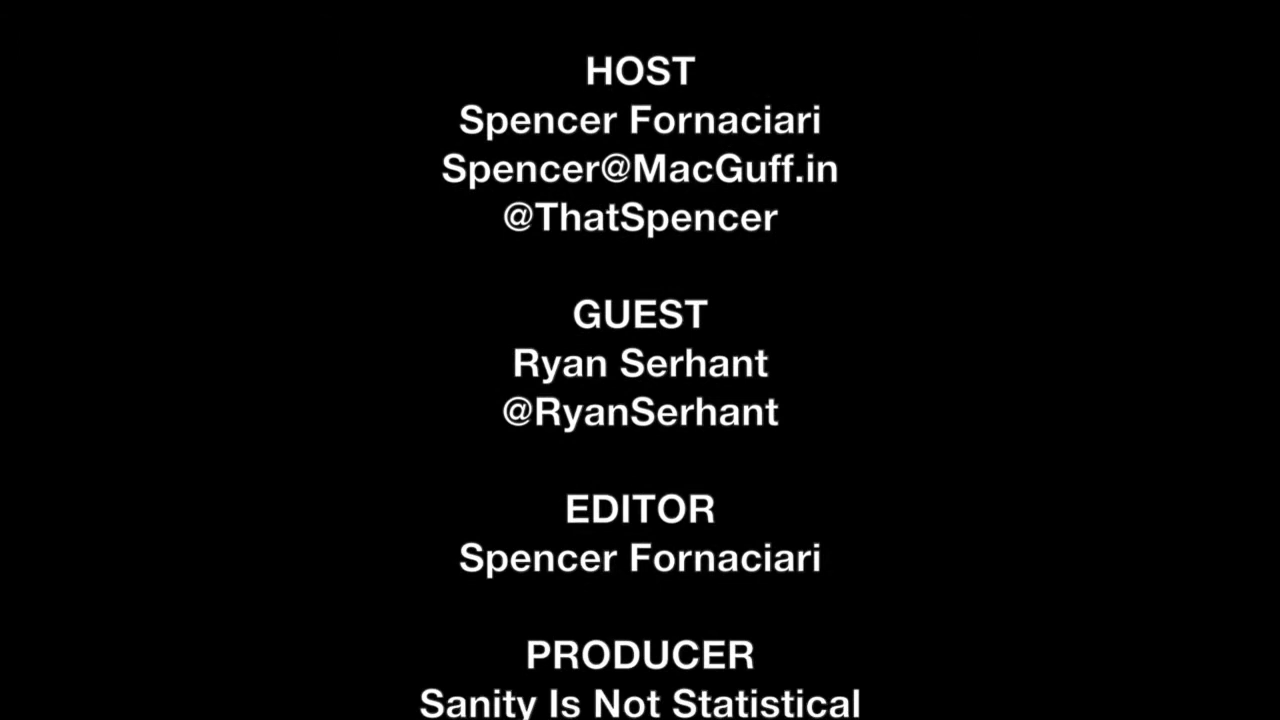 HOST
Spencer Fornaciari
Spencer@MacGuff.in
@ThatSpencer
GUEST
Ryan Serhant
@RyanSerhant
EDITOR
Spencer Fornaciari
PRODUCER
Sanity Is Not Statistical